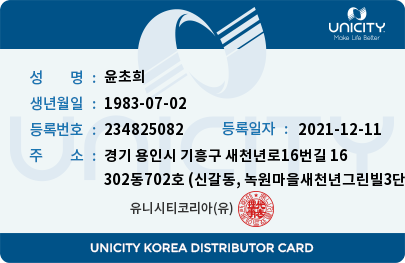 UNICITY
Make Life Better
성 명 : 윤초희
생년월일 : 1983-07-02
등록번호 : 234825082 등록일자 : 2021-12-11
주 소 : 경기 용인시 기흥구 새천년로16번길 16
302동702호 (신갈동, 녹원마을새천년그린빌3단
유니시티코리아(유)
UNICITY
UNICITY KOREA DISTRIBUTOR CARD